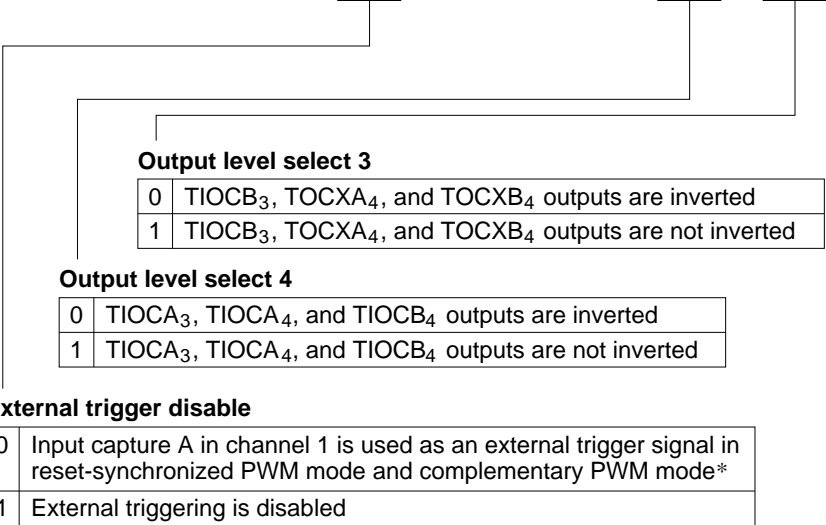 Output level select 3
0 TIOCB3, TOCXA4, and TOCXB4 outputs are inverted
1 TIOCB3, TOCXA4, and TOCXB4 outputs are not inverted
Output level select 4
0 TIOCA3, TIOCA4, and TIOCB4 outputs are inverted
1 TIOCA3, TIOCA4, and TIOCB4 outputs are not inverted
xternal trigger disable
0 Input capture A in channel 1 is used as an external trigger signal in
reset-synchronized PWM mode and complementary PWM mode*
1 External triggering is disabled